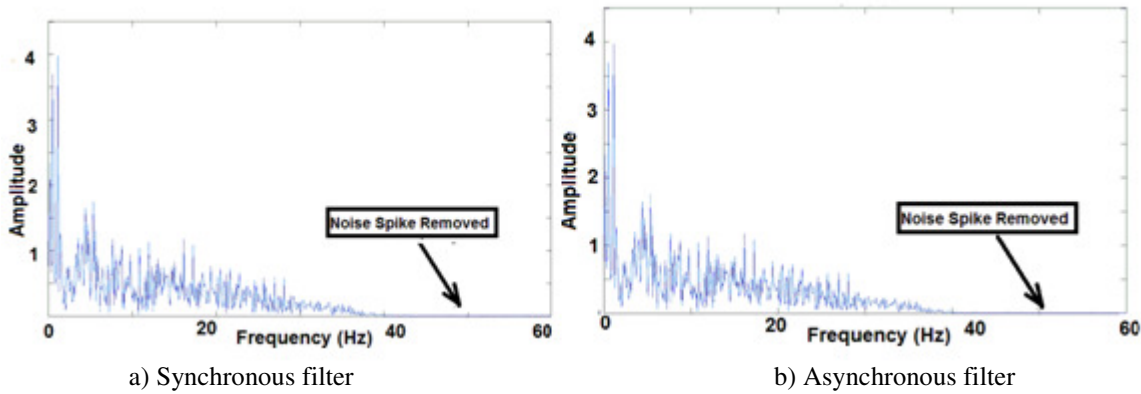 4
3
2
1
Amplitude
Noise Spike Removed
0
20
40
60
Frequency (Hz)
a) Synchronous filter
4
3
2
1
Amplitude
Noise Spike Removed
0
20
40
60
Frequency (Hz)
b) Asynchronous filter